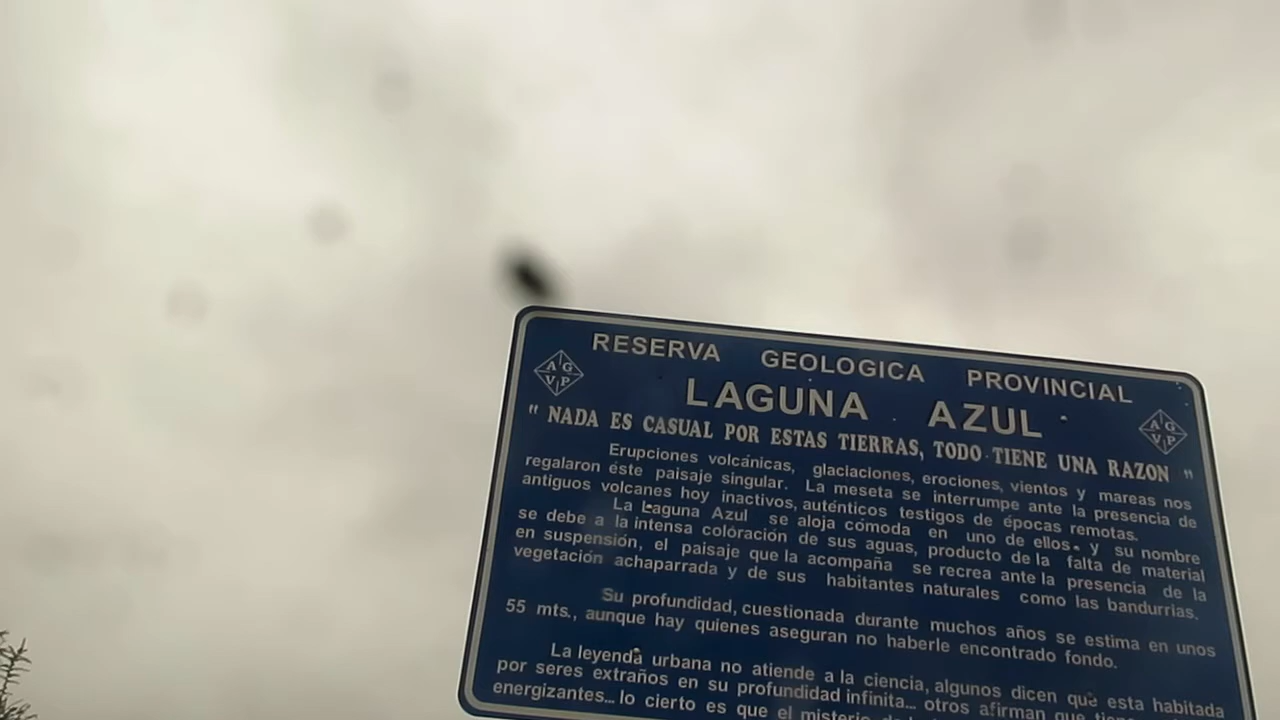 RESERVA GEOLOGICA PROVINCIAL
A G
V P
LAGUNA AZUL
A G
V P
" NADA ES CASUAL POR ESTAS TIERRAS, TODO TIENE UNA RAZON "
Erupciones volcánicas, glaciaciones, erociones, vientos y mareas nos
regalaron éste paisaje singular. La meseta se interrumpe ante la presencia de
antiguos volcanes hoy inactivos, auténticos testigos de épocas remotas.
La Laguna Azul se aloja cómoda en uno de ellos. y su nombre
se debe a la intensa coloración de sus aguas, producto de la falta de material
en suspensión, el paisaje que la acompaña se recrea ante la presencia de la
vegetación achaparrada y de sus habitantes naturales como las bandurrias.
Su profundidad, cuestionada durante muchos años se estima en unos
55 mts., aunque hay quienes aseguran no haberle encontrado fondo.
La leyenda urbana no atiende a la ciencia, algunos dicen que esta habitada
por seres extraños en su profundidad infinita... otros afirman que
energizantes... lo cierto es que el misterio